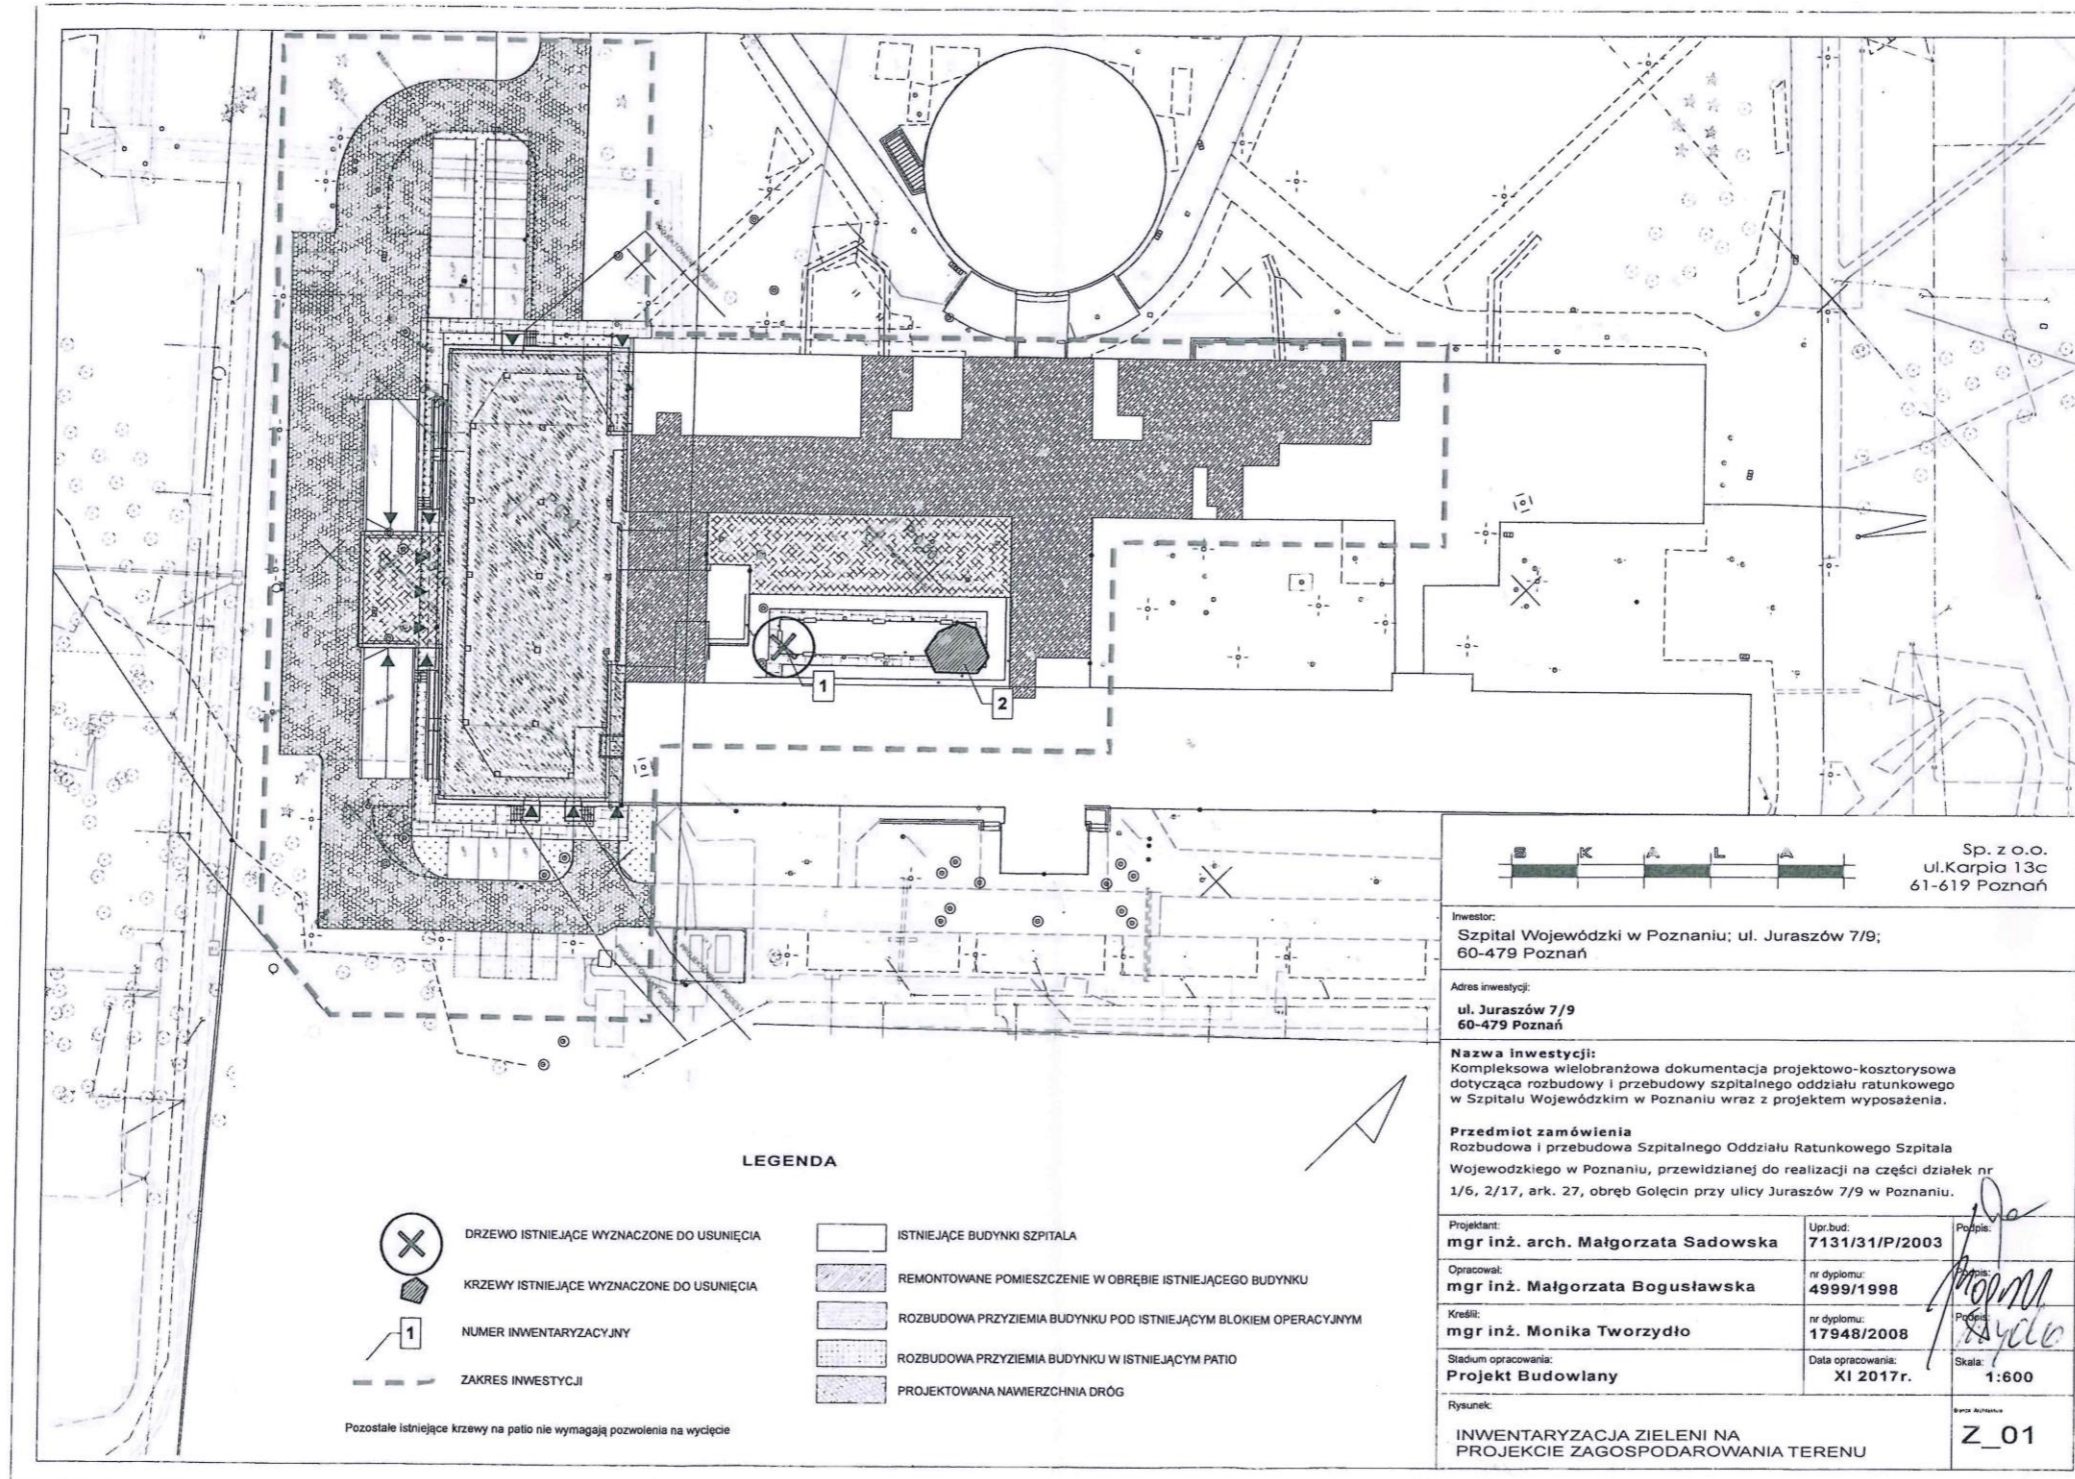 1
2
LEGENDA
DRZEWO ISTNIEJĄCE WYZNACZONE DO USUNIĘCIA
KRZEWY ISTNIEJĄCE WYZNACZONE DO USUNIĘCIA
1
NUMER INWENTARYZACYJNY
ZAKRES INWESTYCJI
Pozostałe istniejące krzewy na patio nie wymagają pozwolenia na wycięcie
ISTNIEJĄCE BUDYNKI SZPITALA
REMONTOWANE POMIESZCZENIE W OBRĘBIE ISTNIEJĄCEGO BUDYNKU
ROZBUDOWA PRZYZIEMIA BUDYNKU POD ISTNIEJĄCYM BLOKIEM OPERACYJNYM
ROZBUDOWA PRZYZIEMIA BUDYNKU W ISTNIEJĄCYM PATIO
PROJEKTOWANA NAWIERZCHNIA DRÓG
S K A L A
Sp. z o.o.
ul.Karpia 13c
61-619 Poznań
Inwestor:
Szpital Wojewódzki w Poznaniu; ul. Juraszów 7/9;
60-479 Poznań
Adres inwestycji:
ul. Juraszów 7/9
60-479 Poznań
Nazwa inwestycji:
Kompleksowa wielobranżowa dokumentacja projektowo-kosztorysowa
dotycząca rozbudowy i przebudowy szpitalnego oddziału ratunkowego
w Szpitalu Wojewódzkim w Poznaniu wraz z projektem wyposażenia.
Przedmiot zamówienia
Rozbudowa i przebudowa Szpitalnego Oddziału Ratunkowego Szpitala
Wojewodzkiego w Poznaniu, przewidzianej do realizacji na części działek nr
1/6, 2/17, ark. 27, obręb Golęcin przy ulicy Juraszów 7/9 w Poznaniu.
Projektant:
mgr inż. arch. Małgorzata Sadowska
Upr.bud:
7131/31/P/2003
Podpis:
Opracował:
mgr inż. Małgorzata Bogusławska
nr dyplomu:
4999/1998
Podpis:
Kreślił:
mgr inż. Monika Tworzydło
nr dyplomu:
17948/2008
Podpis:
Stadium opracowania:
Projekt Budowlany
Data opracowania:
XI 2017r.
Skala:
1:600
Rysunek:
INWENTARYZACJA ZIELENI NA
PROJEKCIE ZAGOSPODAROWANIA TERENU
Z_01